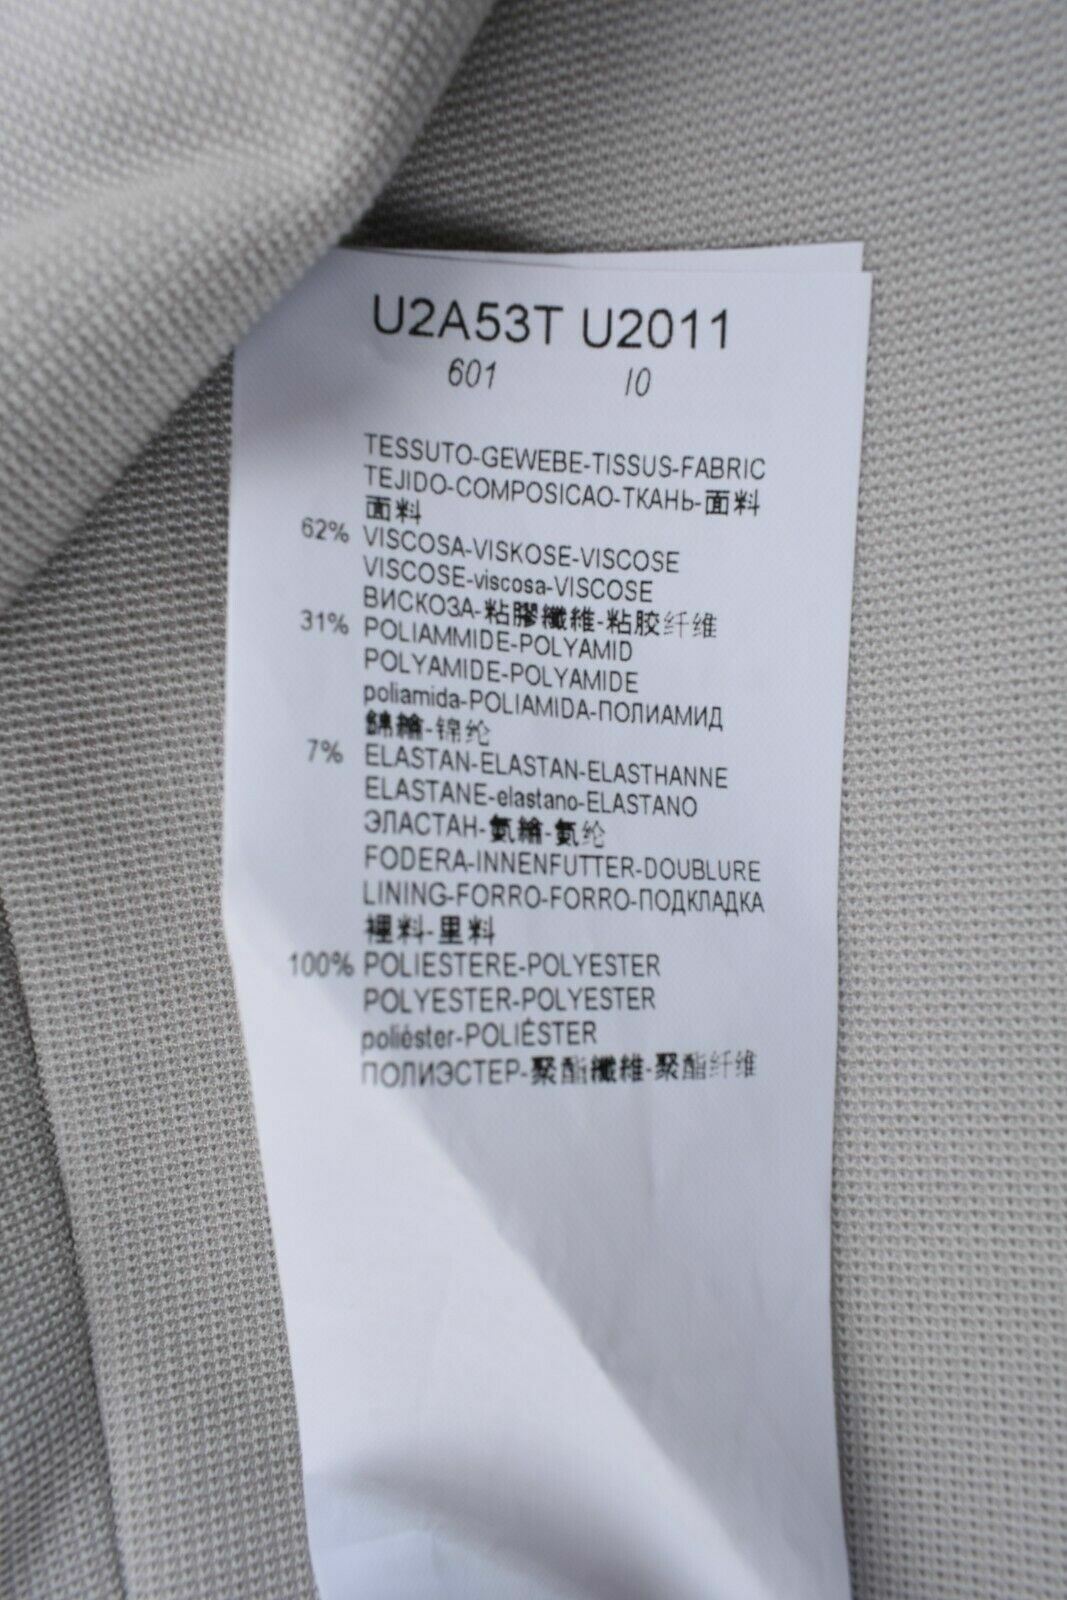 U2A53T U2011
601 I0
TESSUTO-GEWEBE-TISSUS-FABRIC
TEJIDO-COMPOSICAO-ТКАНЬ-面料
面料
62% VISCOSA-VISKOSE-VISCOSE
VISCOSE-viscosa-VISCOSE
ВИСКОЗА-粘膠纖維-粘胶纤维
31% POLIAMMIDE-POLYAMID
POLYAMIDE-POLYAMIDE
poliamida-POLIAMIDA-ПОЛИАМИД
錦綸-锦纶
7% ELASTAN-ELASTAN-ELASTHANNE
ELASTANE-elastano-ELASTANO
ЭЛАСТАН-氨綸-氨纶
FODERA-INNENFUTTER-DOUBLURE
LINING-FORRO-FORRO-ПОДКЛАДКА
裡料-里料
100% POLIESTERE-POLYESTER
POLYESTER-POLYESTER
poliéster-POLIÉSTER
ПОЛИЭСТЕР-聚酯纖維-聚酯纤维